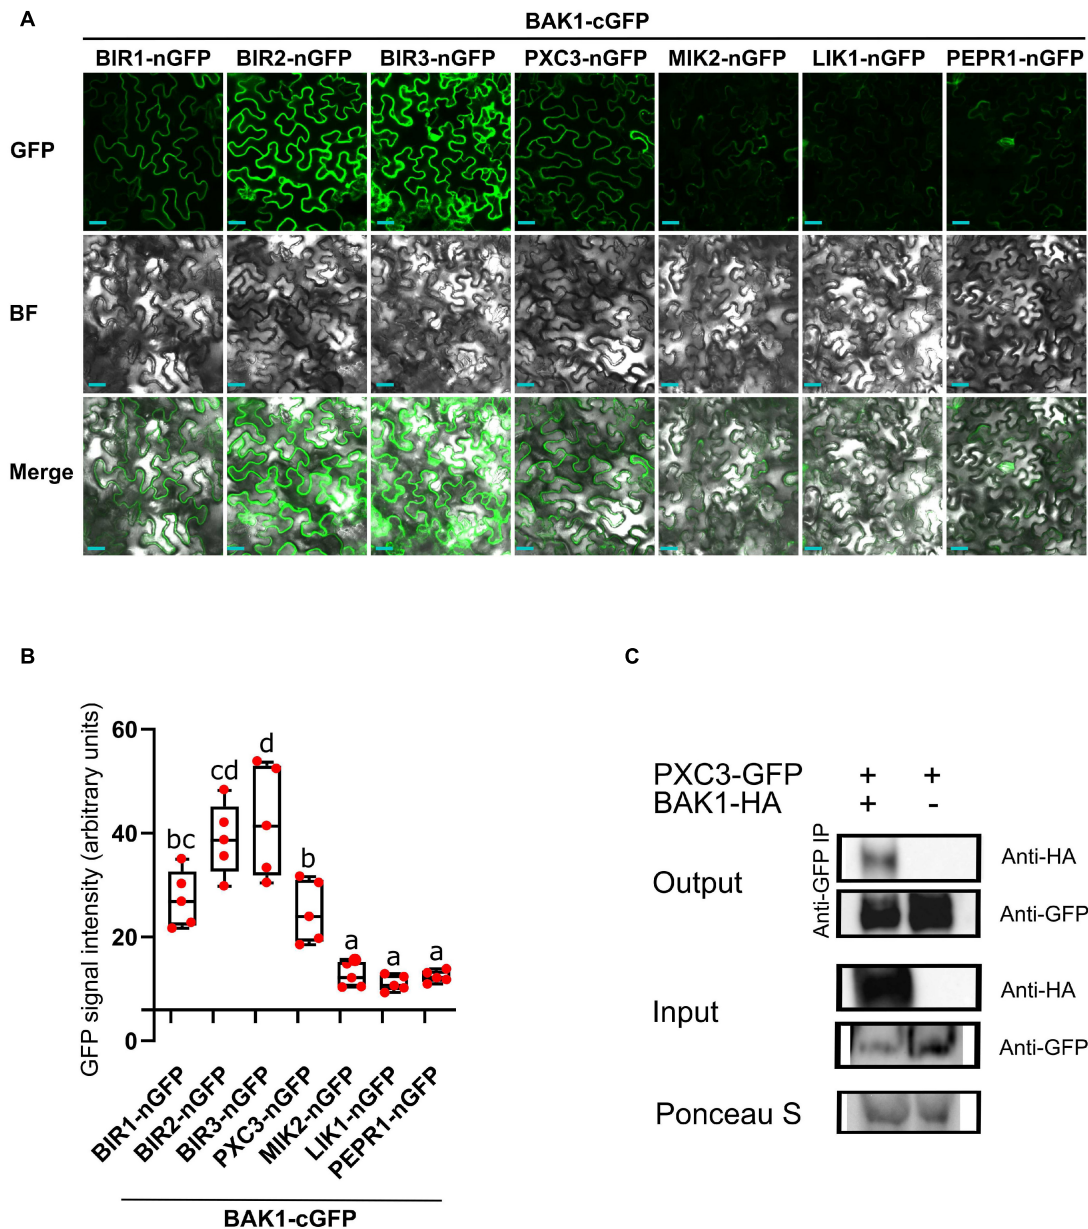 A
BAK1-cGFP
BIR1-nGFP BIR2-nGFP BIR3-nGFP PXC3-nGFP MIK2-nGFP LIK1-nGFP PEPR1-nGFP
GFP
BF
Merge
B
GFP signal intensity (arbitrary units)
60
40
20
0
bc cd d b a a a
BIR1-nGFP BIR2-nGFP BIR3-nGFP PXC3-nGFP MIK2-nGFP LIK1-nGFP PEPR1-nGFP
BAK1-cGFP
C
PXC3-GFP + +
BAK1-HA + -
Anti-GFP IP
Output
Anti-HA
Anti-GFP
Input
Anti-HA
Anti-GFP
Ponceau S